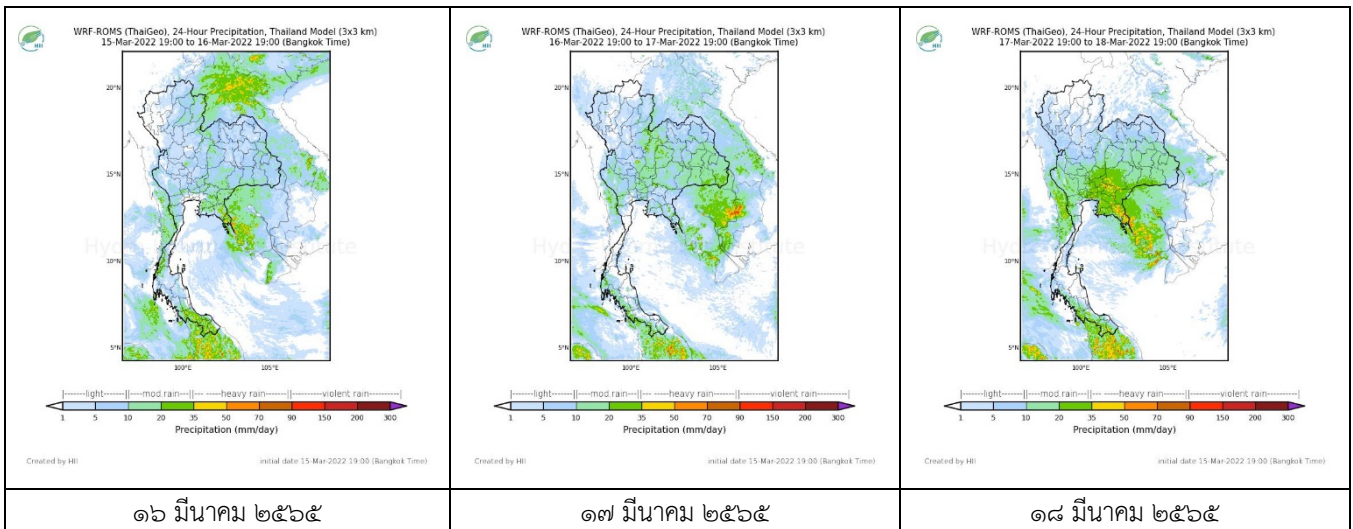 WRF-ROMS (ThaiGeo), 24-Hour Precipitation, Thailand Model (3x3 km)
15-Mar-2022 19:00 to 16-Mar-2022 19:00 (Bangkok Time)
HII
20°N
15°N
10°N
5°N
100°E 105°E
|-------light-------||---mod.rain---||--- ----heavy rain----||-------violent rain-------|
1 5 10 20 35 50 70 90 150 200 300
Precipitation (mm/day)
Created by HII initial date 15-Mar-2022 19:00 (Bangkok Time)
๑๖ มีนาคม ๒๕๖๕
WRF-ROMS (ThaiGeo), 24-Hour Precipitation, Thailand Model (3x3 km)
16-Mar-2022 19:00 to 17-Mar-2022 19:00 (Bangkok Time)
HII
20°N
15°N
10°N
5°N
100°E 105°E
|-------light-------||---mod.rain---||--- ----heavy rain----||-------violent rain-------|
1 5 10 20 35 50 70 90 150 200 300
Precipitation (mm/day)
Created by HII initial date 15-Mar-2022 19:00 (Bangkok Time)
๑๗ มีนาคม ๒๕๖๕
WRF-ROMS (ThaiGeo), 24-Hour Precipitation, Thailand Model (3x3 km)
17-Mar-2022 19:00 to 18-Mar-2022 19:00 (Bangkok Time)
HII
20°N
15°N
10°N
5°N
100°E 105°E
|-------light-------||---mod.rain---||--- ----heavy rain----||-------violent rain-------|
1 5 10 20 35 50 70 90 150 200 300
Precipitation (mm/day)
Created by HII initial date 15-Mar-2022 19:00 (Bangkok Time)
๑๘ มีนาคม ๒๕๖๕